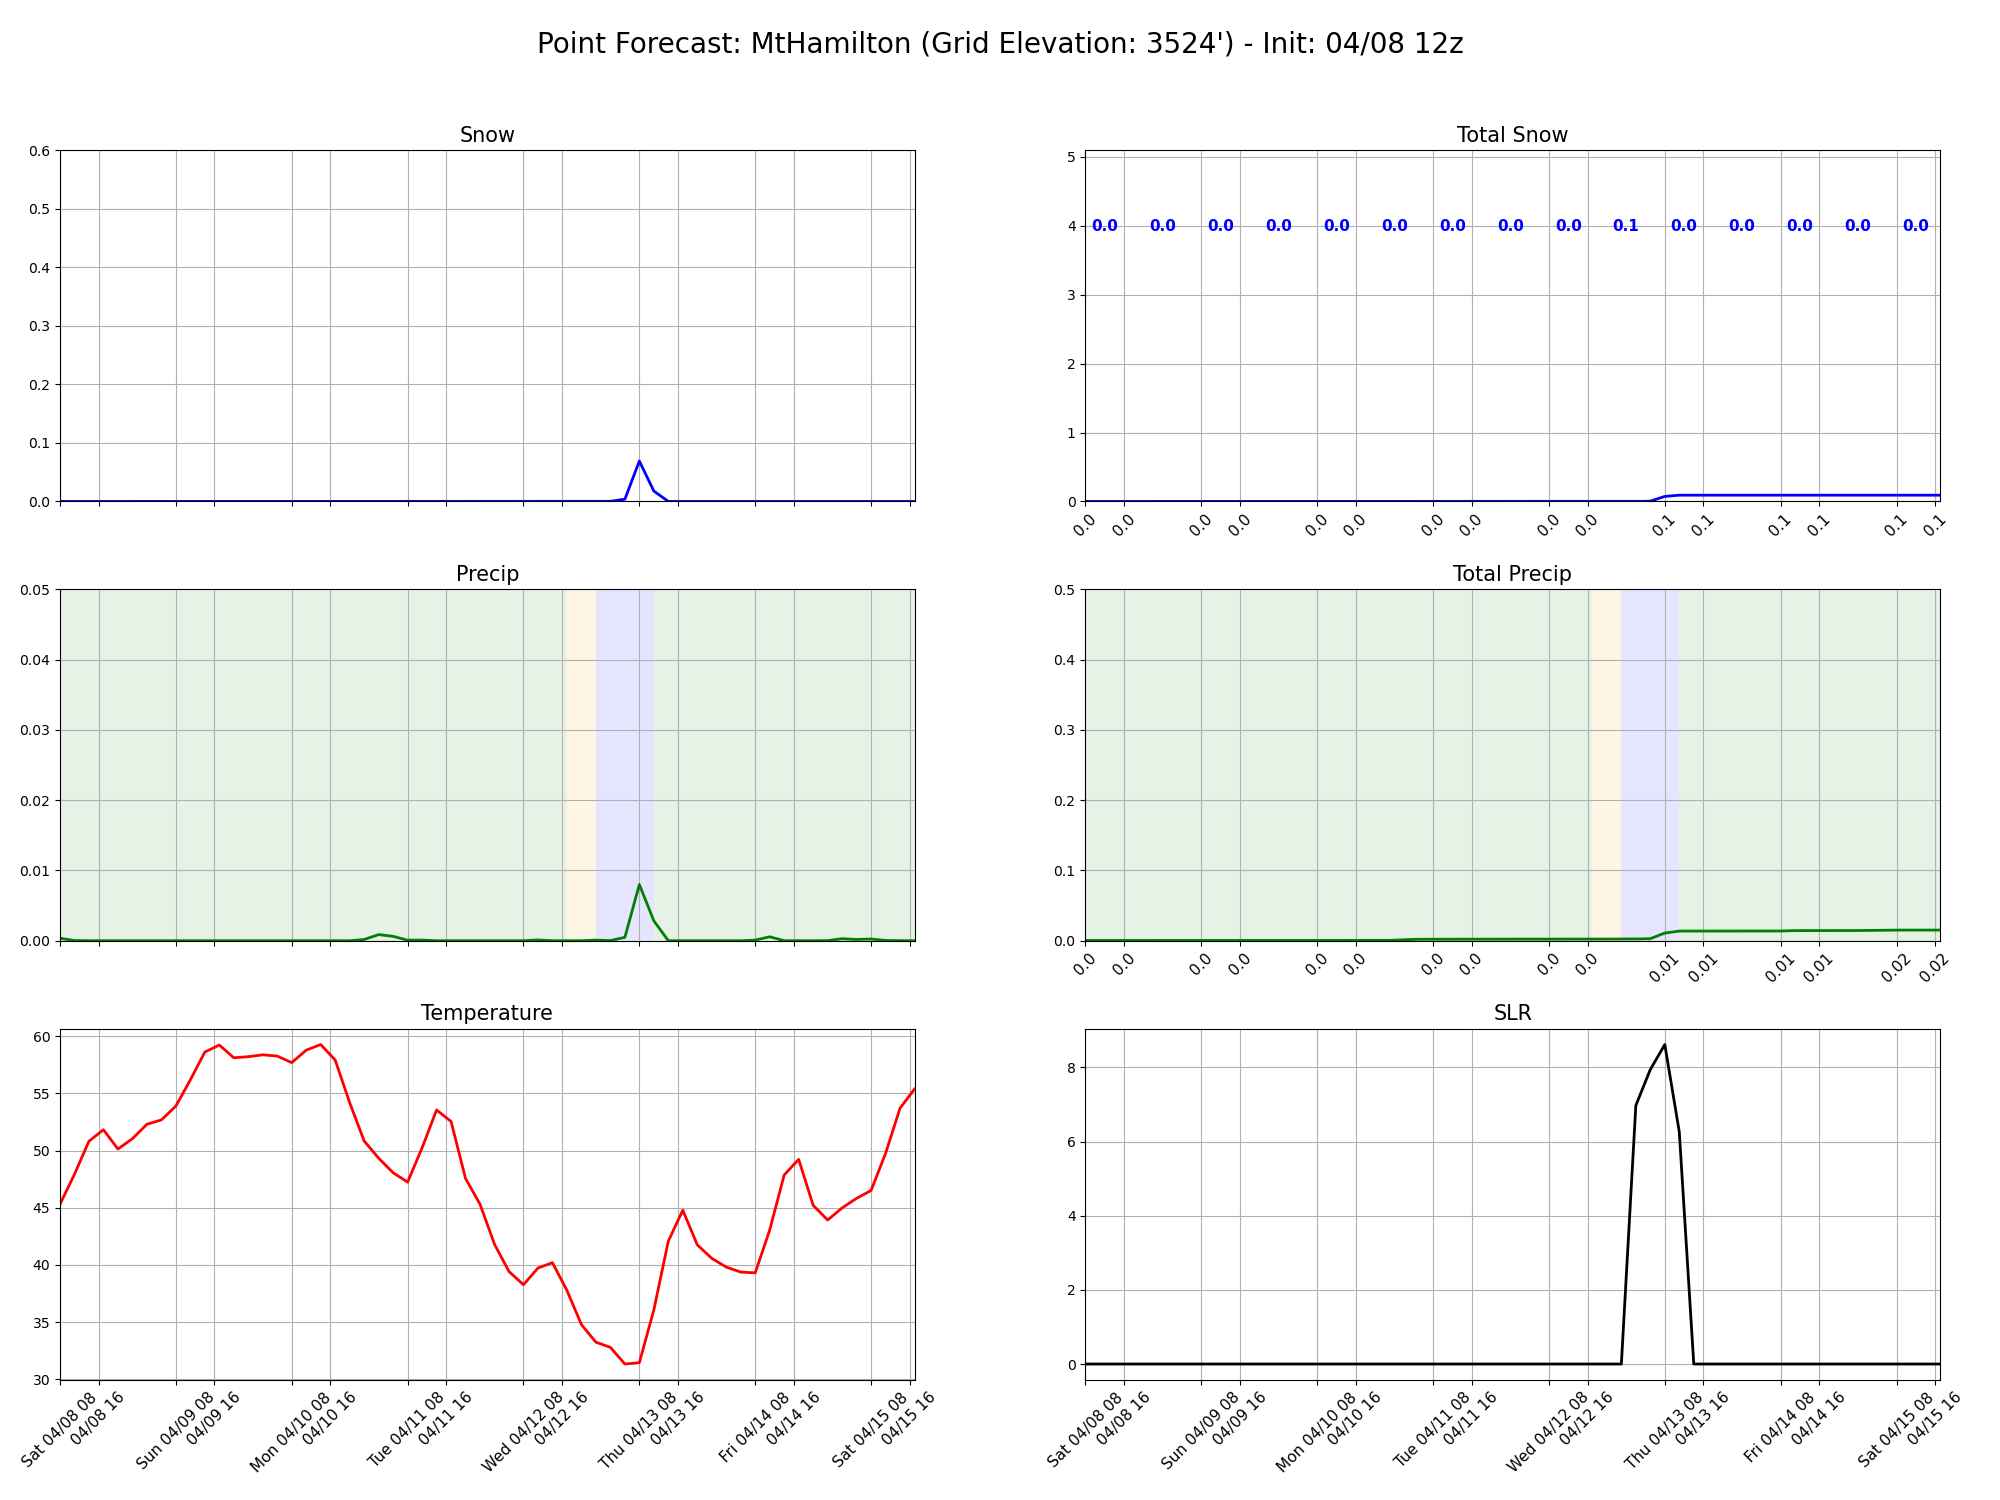 Point Forecast: MtHamilton (Grid Elevation: 3524') - Init: 04/08 12z
Snow
0.6
0.5
0.4
0.3
0.2
0.1
0.0
Total Snow
5
4
3
2
1
0
0.0 0.0 0.0 0.0 0.0 0.0 0.0 0.0 0.0 0.1 0.0 0.0 0.0 0.0 0.0
0.0 0.0 0.0 0.0 0.0 0.0 0.0 0.0 0.0 0.0 0.1 0.1 0.1 0.1 0.1 0.1
Precip
0.05
0.04
0.03
0.02
0.01
0.00
Total Precip
0.5
0.4
0.3
0.2
0.1
0.0
0.0 0.0 0.0 0.0 0.0 0.0 0.0 0.0 0.0 0.0 0.01 0.01 0.01 0.01 0.02 0.02
Temperature
60
55
50
45
40
35
30
Sat 04/08 08
04/08 16
Sun 04/09 08
04/09 16
Mon 04/10 08
04/10 16
Tue 04/11 08
04/11 16
Wed 04/12 08
04/12 16
Thu 04/13 08
04/13 16
Fri 04/14 08
04/14 16
Sat 04/15 08
04/15 16
SLR
8
6
4
2
0
Sat 04/08 08
04/08 16
Sun 04/09 08
04/09 16
Mon 04/10 08
04/10 16
Tue 04/11 08
04/11 16
Wed 04/12 08
04/12 16
Thu 04/13 08
04/13 16
Fri 04/14 08
04/14 16
Sat 04/15 08
04/15 16